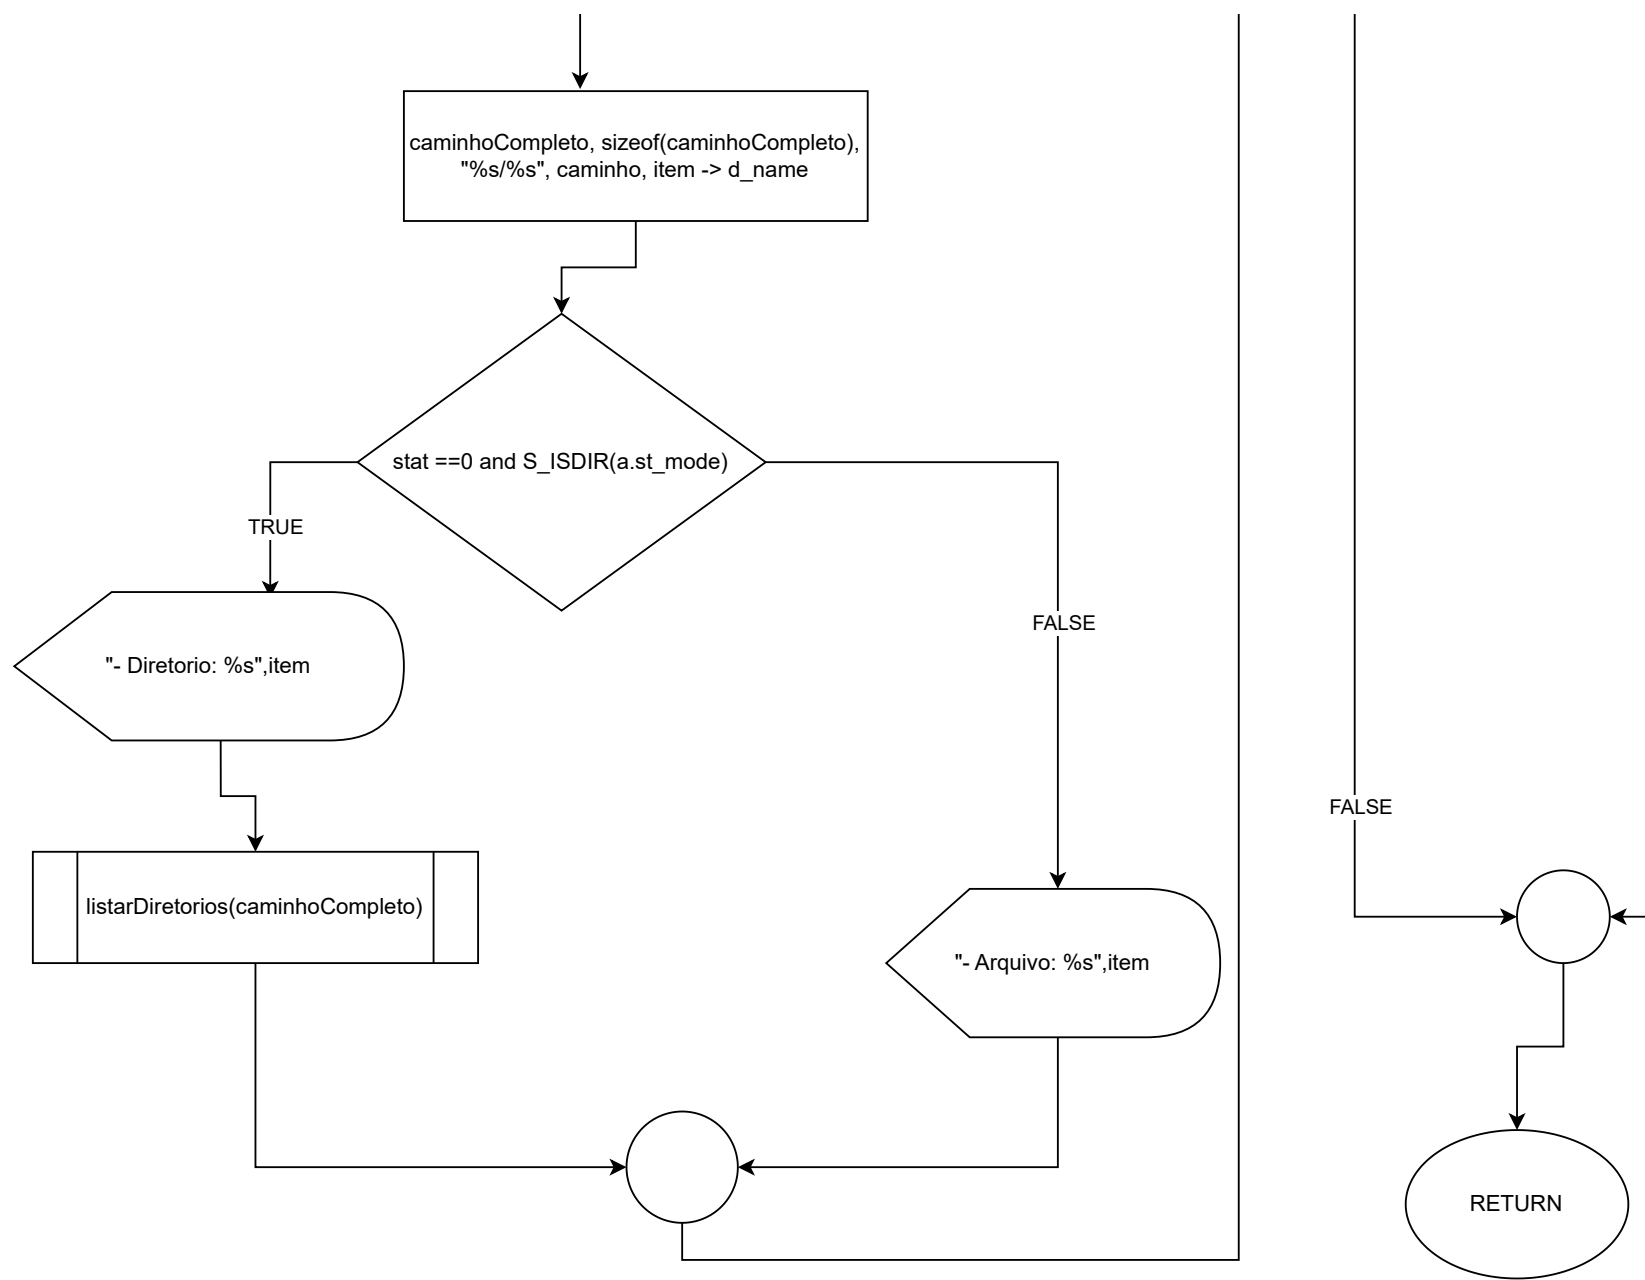 caminhoCompleto, sizeof(caminhoCompleto),
"%s/%s", caminho, item -> d_name
stat ==0 and S_ISDIR(a.st_mode)
TRUE
FALSE
"- Diretorio: %s",item
FALSE
listarDiretorios(caminhoCompleto)
"- Arquivo: %s",item
RETURN